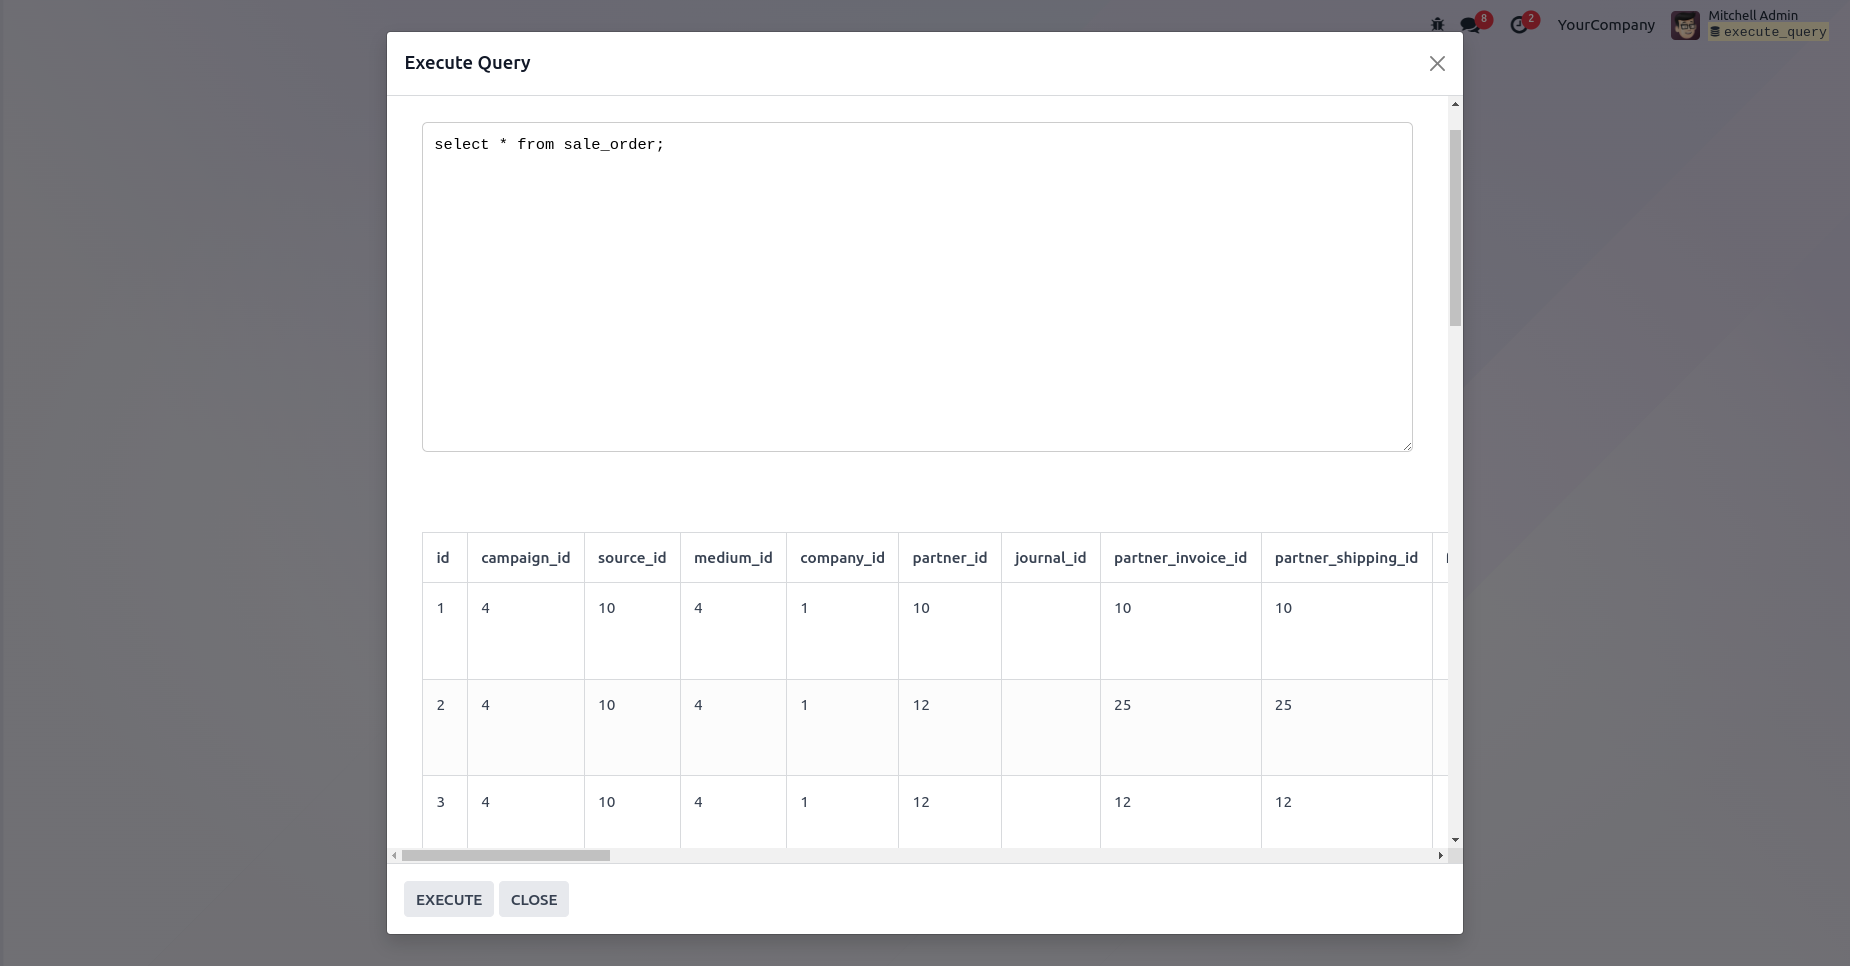 8
2
YourCompany
Mitchell Admin
execute_query
Execute Query
select * from sale_order;
id campaign_id source_id medium_id company_id partner_id journal_id partner_invoice_id partner_shipping_id
1 4 10 4 1 10 10 10
2 4 10 4 1 12 25 25
3 4 10 4 1 12 12 12
EXECUTE CLOSE